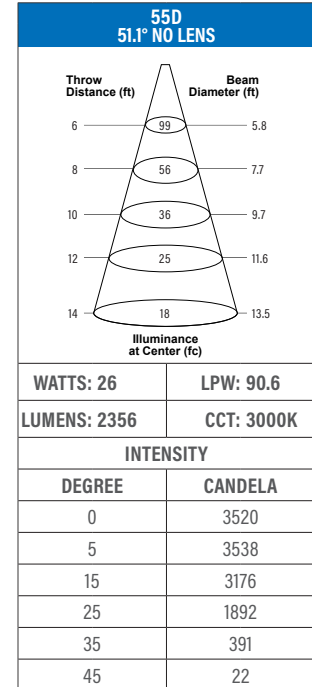 55D
51.1° NO LENS
Throw Distance (ft)
Beam Diameter (ft)
6 99 5.8
8 56 7.7
10 36 9.7
12 25 11.6
14 18 13.5
Illuminance
at Center (fc)
WATTS: 26 LPW: 90.6
LUMENS: 2356 CCT: 3000K
INTENSITY
DEGREE CANDELA
0 3520
5 3538
15 3176
25 1892
35 391
45 22